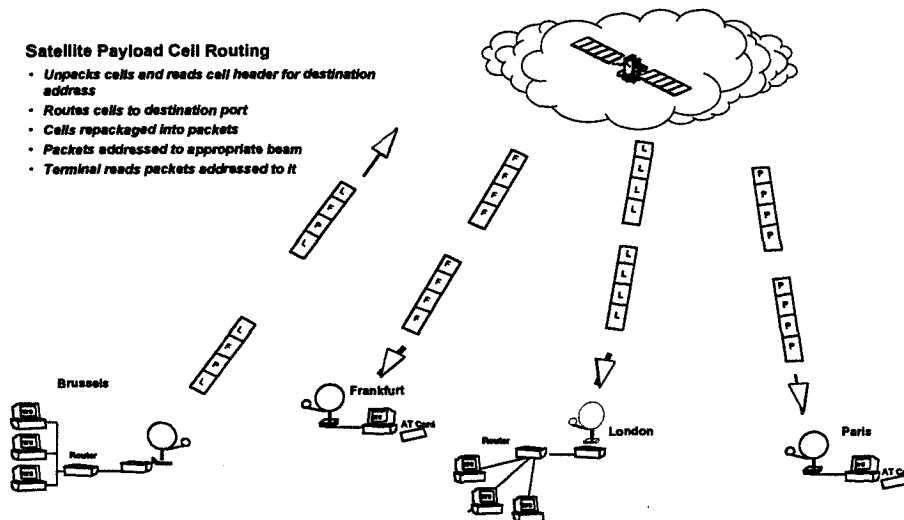 Satellite Payload Cell Routing
• Unpacks cells and reads cell header for destination
address
• Routes cells to destination port
• Cells repackaged into packets
• Packets addressed to appropriate beam
• Terminal reads packets addressed to it
L
F
P
L
L
F
P
L
F
F
F
F
F
F
F
F
L
L
L
L
L
L
L
L
P
P
P
P
P
P
P
P
Brussels
Router
Frankfurt
AT Card
Router
London
Paris
AT Ca